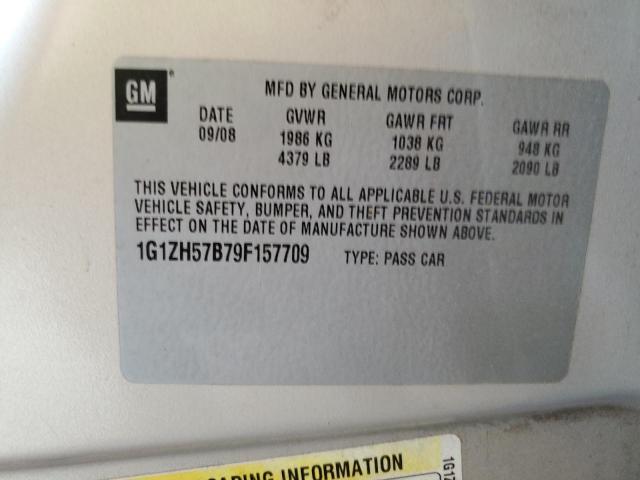 GM
MFD BY GENERAL MOTORS CORP.
DATE GVWR GAWR FRT GAWR RR
09/08 1986 KG 1038 KG 948 KG
4379 LB 2289 LB 2090 LB
THIS VEHICLE CONFORMS TO ALL APPLICABLE U.S. FEDERAL MOTOR
VEHICLE SAFETY, BUMPER, AND THEFT PREVENTION STANDARDS IN
EFFECT ON THE DATE OF MANUFACTURE SHOWN ABOVE.
1G1ZH57B79F157709 TYPE: PASS CAR
INFORMATION